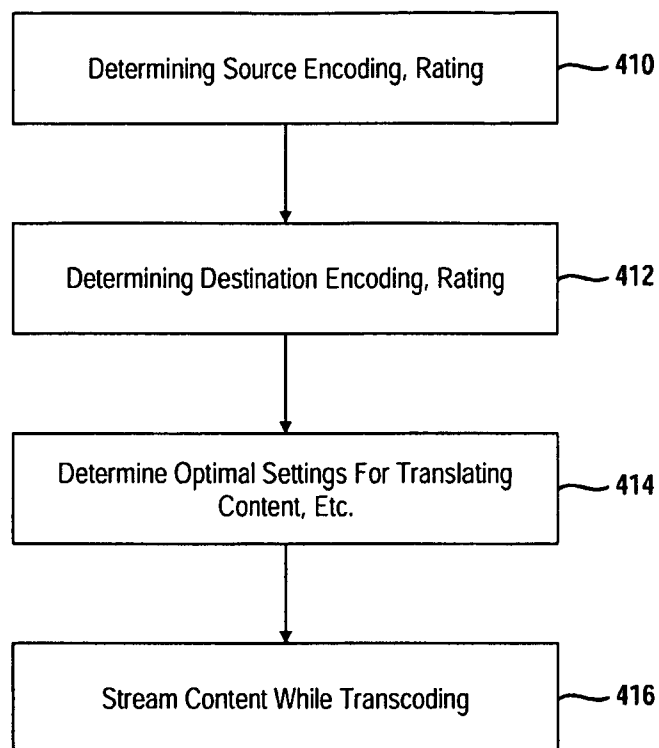 Determining Source Encoding, Rating
410
Determining Destination Encoding, Rating
412
Determine Optimal Settings For Translating
Content, Etc.
414
Stream Content While Transcoding
416